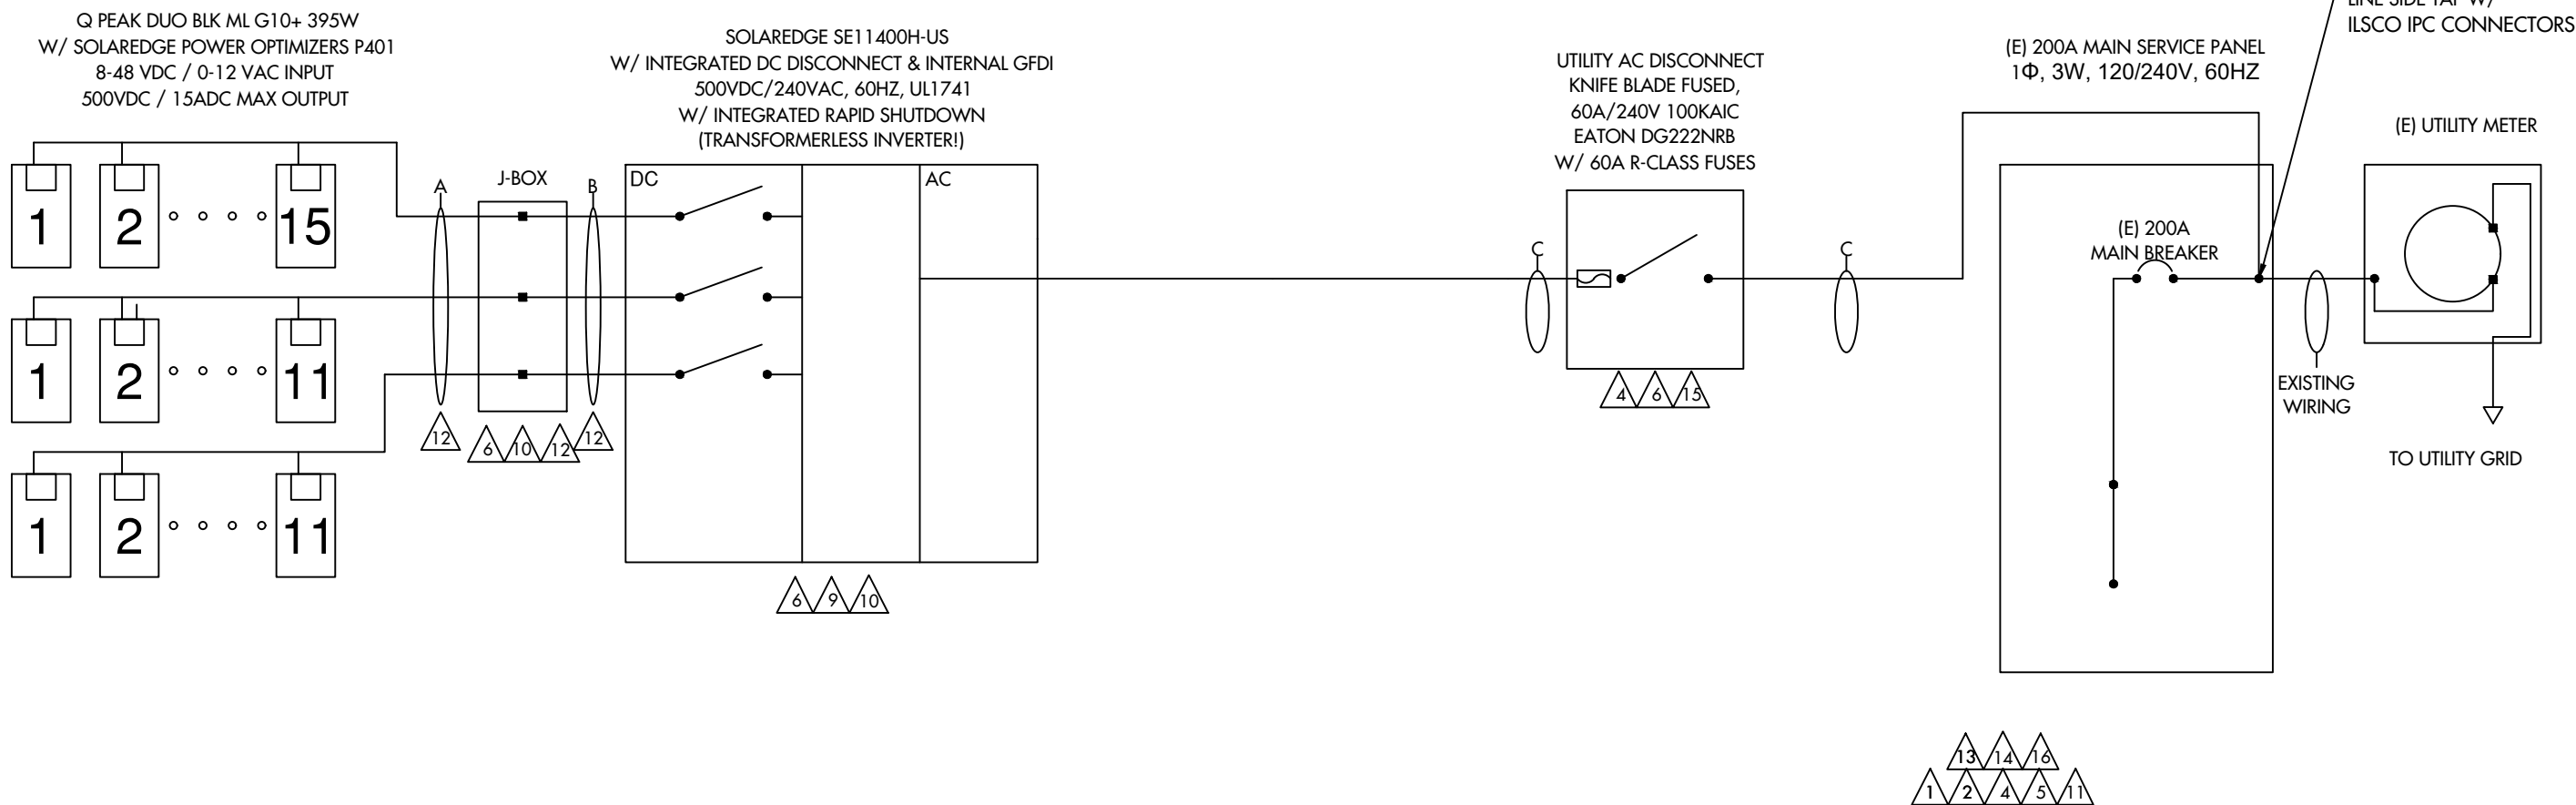 Q PEAK DUO BLK ML G10+ 395W
W/ SOLAREDGE POWER OPTIMIZERS P401
8-48 VDC / 0-12 VAC INPUT
500VDC / 15ADC MAX OUTPUT
SOLAREDGE SE11400H-US
W/ INTEGRATED DC DISCONNECT & INTERNAL GFDI
500VDC/240VAC, 60HZ, UL1741
W/ INTEGRATED RAPID SHUTDOWN
(TRANSFORMERLESS INVERTER!)
UTILITY AC DISCONNECT
KNIFE BLADE FUSED,
60A/240V 100KAIC
EATON DG222NRB
W/ 60A R-CLASS FUSES
LINE SIDE TAP W/
ILSCO IPC CONNECTORS
(E) 200A MAIN SERVICE PANEL
1Φ, 3W, 120/240V, 60HZ
(E) UTILITY METER
A
J-BOX
B
DC
AC
1
2
15
(E) 200A
MAIN BREAKER
C
C
1
2
11
4
6
15
EXISTING
WIRING
12
6
10
12
12
TO UTILITY GRID
1
2
11
6
9
10
13
14
16
1
2
4
5
11